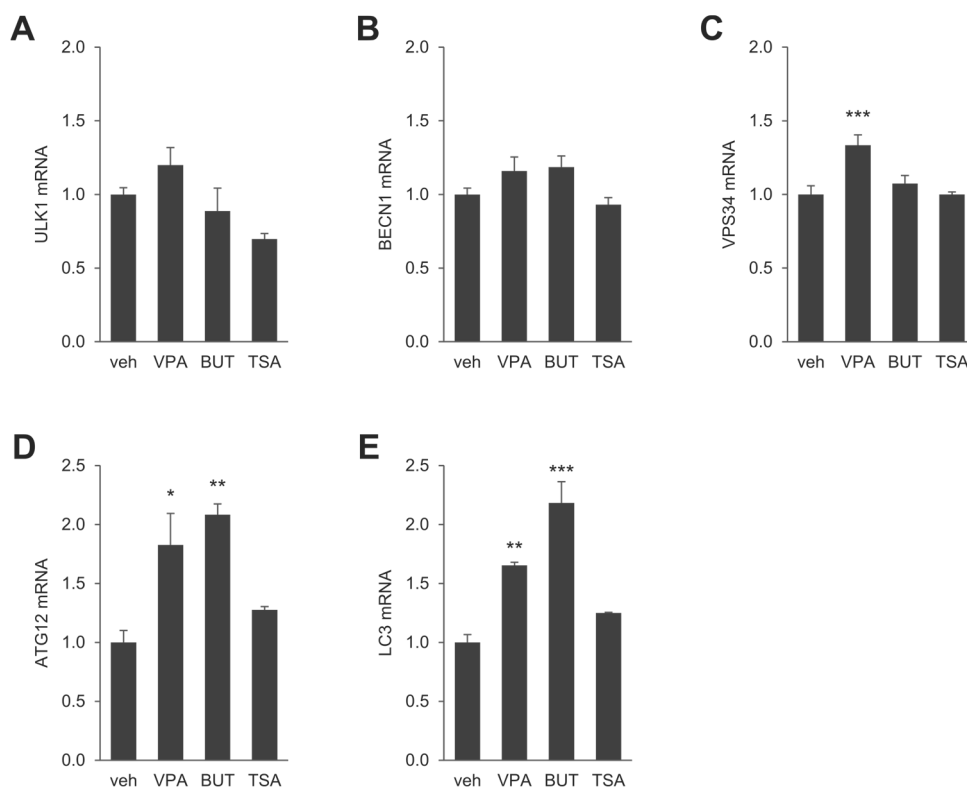 A
2.0
1.5
1.0
0.5
0.0
ULK1 mRNA
veh VPA BUT TSA
B
2.0
1.5
1.0
0.5
0.0
BECN1 mRNA
veh VPA BUT TSA
C
2.0
1.5
1.0
0.5
0.0
VPS34 mRNA
***
veh VPA BUT TSA
D
2.5
2.0
1.5
1.0
0.5
0.0
ATG12 mRNA
* **
veh VPA BUT TSA
E
2.5
2.0
1.5
1.0
0.5
0.0
LC3 mRNA
** ***
veh VPA BUT TSA